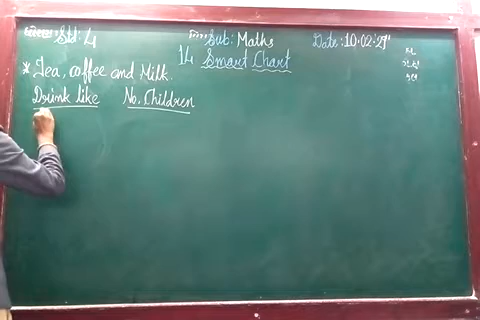 Std: 4 Sub: Maths Date: 10:02:21
14 Smart Chart
* Tea, coffee and Milk.
Drink like No. Children